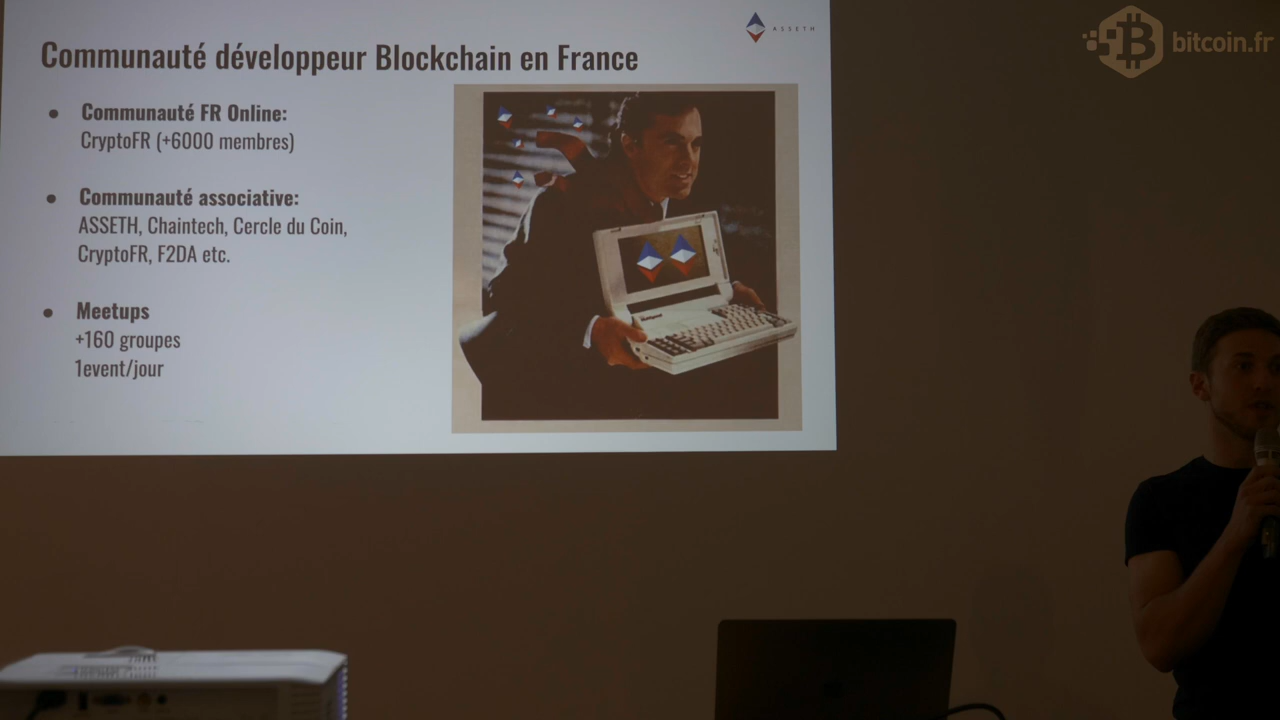 ASSETH
bitcoin.fr
Communauté développeur Blockchain en France
● Communauté FR Online:
CryptoFR (+6000 membres)
● Communauté associative:
ASSETH, Chaintech, Cercle du Coin,
CryptoFR, F2DA etc.
● Meetups
+160 groupes
1event/jour